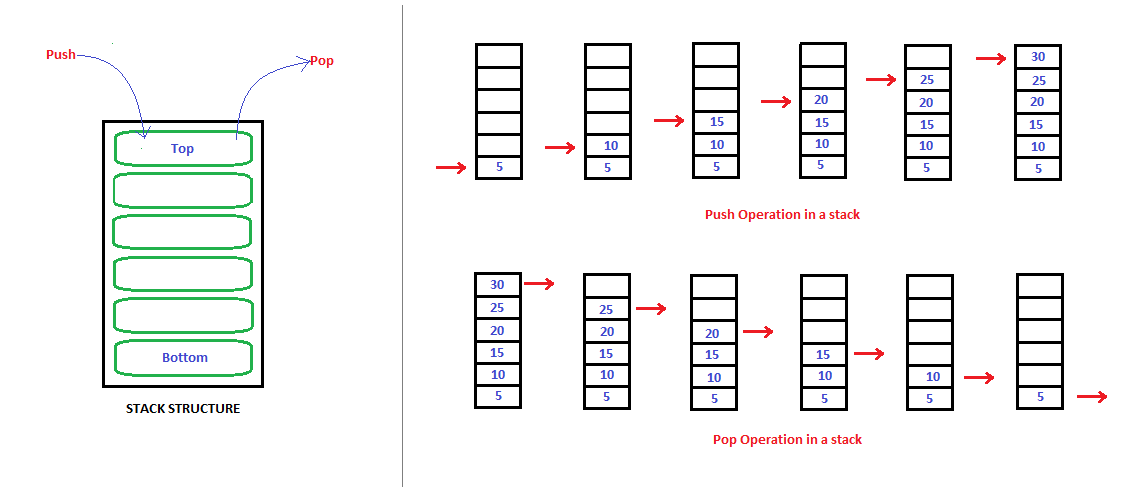 Push
Pop
Top
Bottom
STACK STRUCTURE
30
25 25
20 20 20
15 15 15 15
10 10 10 10 10
5 5 5 5 5 5
Push Operation in a stack
30
25 25
20 20 20
15 15 15 15
10 10 10 10 10
5 5 5 5 5 5
Pop Operation in a stack